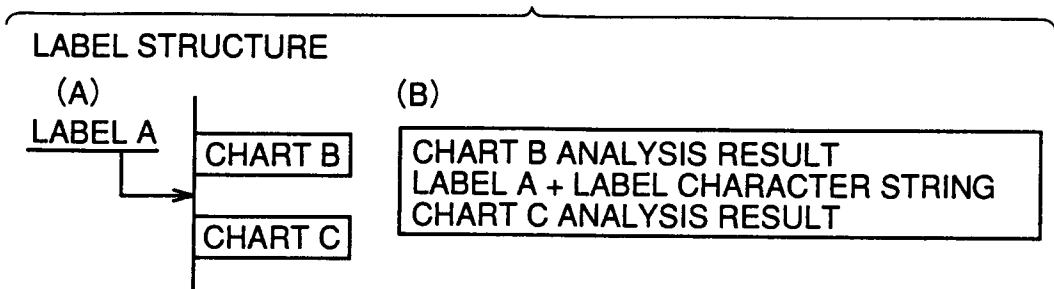 LABEL STRUCTURE
(A)
LABEL A
CHART B
CHART C
(B)
CHART B ANALYSIS RESULT
LABEL A + LABEL CHARACTER STRING
CHART C ANALYSIS RESULT